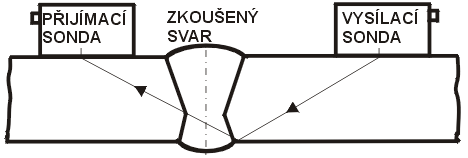 PŘIJÍMACÍ
SONDA
ZKOUŠENÝ
SVAR
VYSÍLACÍ
SONDA